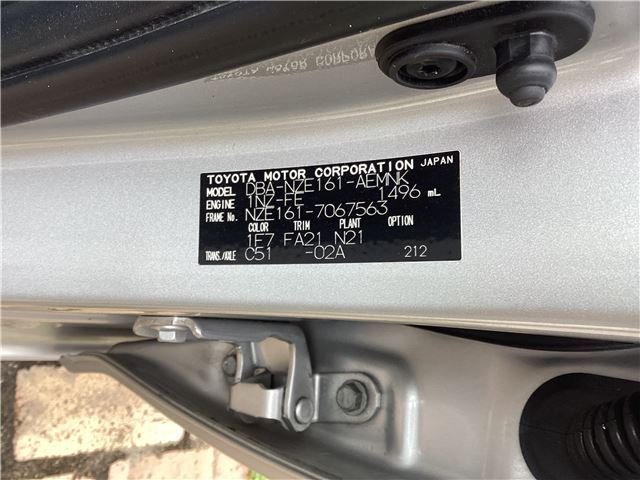 TOYOTA MOTOR CORPORATION JAPAN
MODEL DBA-NZE161-AEMNK
ENGINE 1NZ-FE 1496 mL
FRAME No. NZE161-7067563
COLOR TRIM PLANT OPTION
1F7 FA21 N21
TRANS./AXLE C51 -02A 212